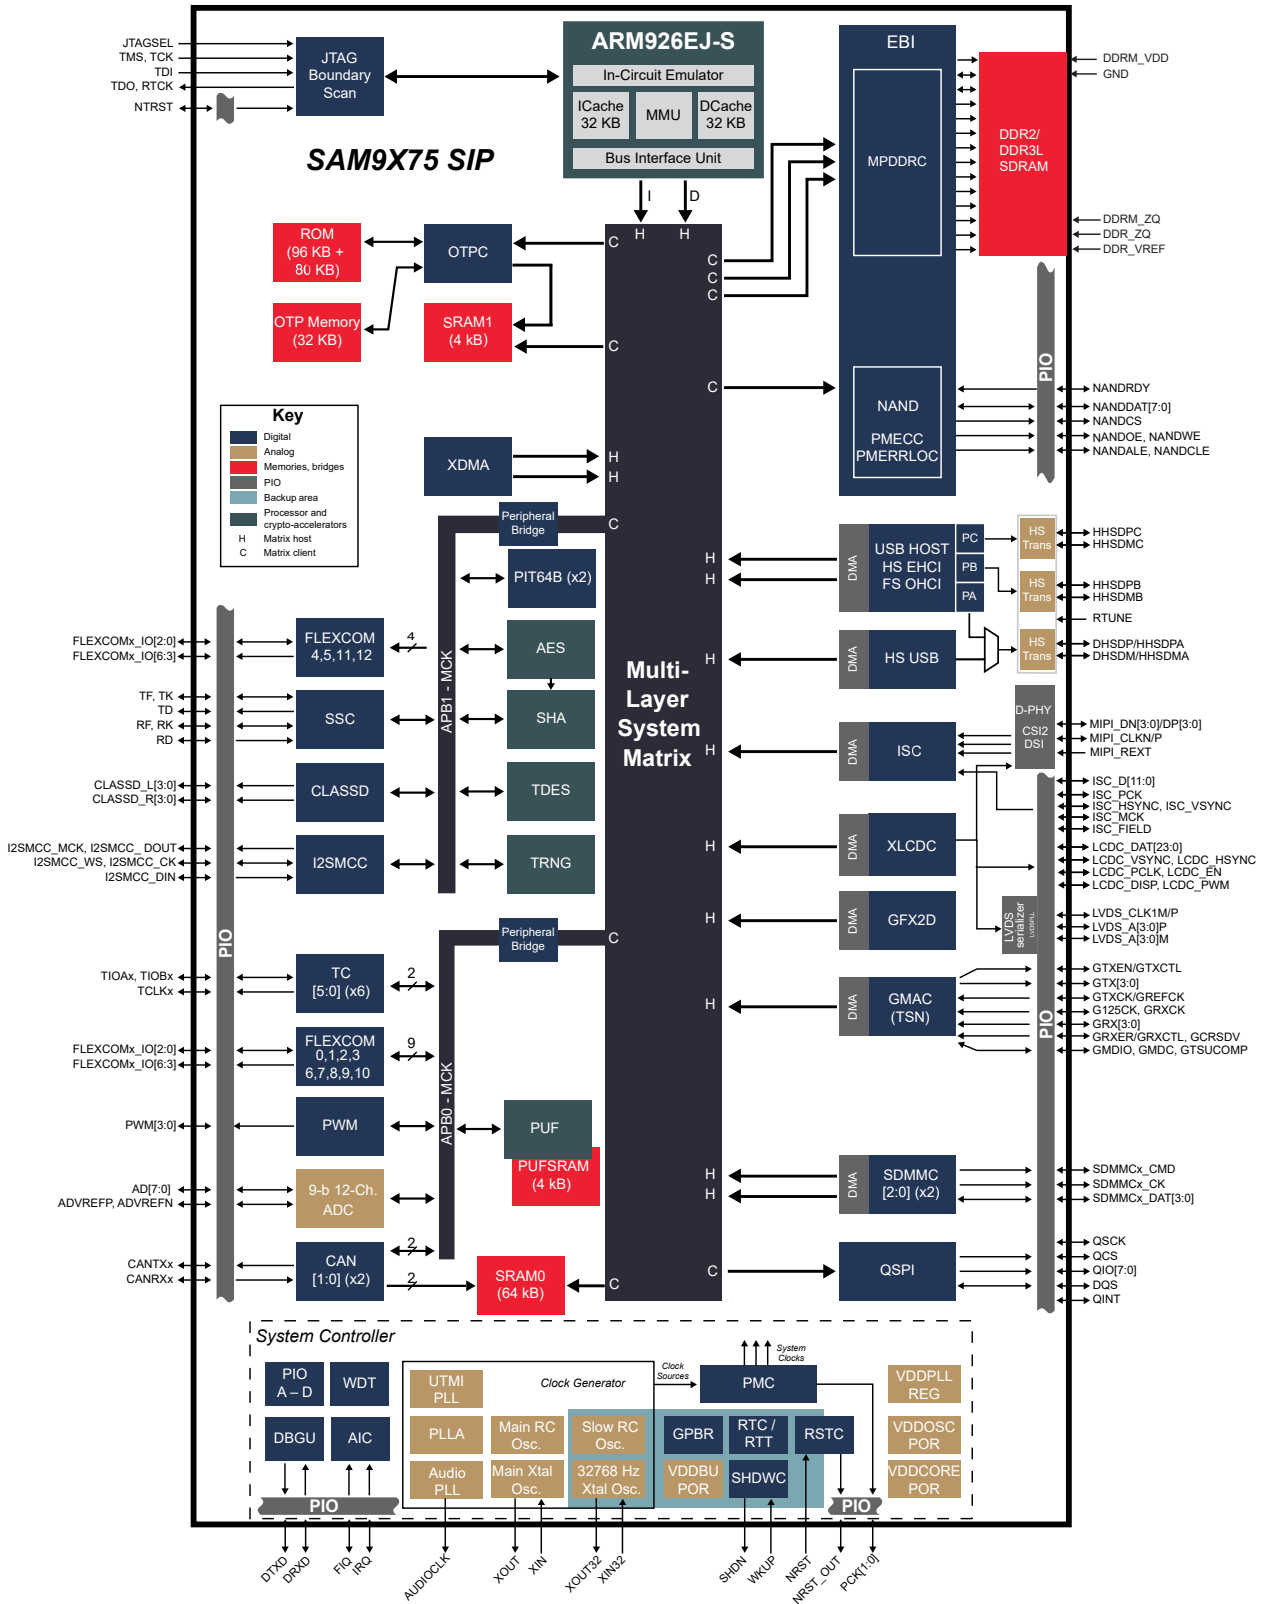 JTAGSEL
TMS, TCK
TDI
TDO, RTCK
NTRST
JTAG
Boundary
Scan
ARM926EJ-S
In-Circuit Emulator
ICache
32 KB
MMU
DCache
32 KB
Bus Interface Unit
I
D
SAM9X75 SIP
EBI
MPDDRC
DDR2/
DDR3L
SDRAM
DDRM_VDD
GND
DDRM_ZQ
DDR_ZQ
DDR_VREF
ROM
(96 KB +
80 KB)
OTPC
OTP Memory
(32 KB)
SRAM1
(4 kB)
H
H
C
C
C
C
C
C
NAND
PMECC
PMERRLOC
PIO
NANDRDY
NANDDAT[7:0]
NANDCS
NANDOE, NANDWE
NANDALE, NANDCLE
Key
Digital
Analog
Memories, bridges
PIO
Backup area
Processor and
crypto-accelerators
H Matrix host
C Matrix client
XDMA
H
H
Peripheral
Bridge
C
APB1 - MCK
PIT64B (x2)
AES
SHA
TDES
TRNG
Multi-
Layer
System
Matrix
H
H
DMA
USB HOST
HS EHCI
FS OHCI
PC
PB
PA
HS
Trans
HS
Trans
HS
Trans
HHSDPC
HHSDMC
HHSDPB
HHSDMB
RTUNE
DHSDP/HHSDPA
DHSDM/HHSDMA
H
DMA
HS USB
FLEXCOMx_IO[2:0]
FLEXCOMx_IO[6:3]
FLEXCOM
4,5,11,12
4
TF, TK
TD
RF, RK
RD
SSC
CLASSD_L[3:0]
CLASSD_R[3:0]
CLASSD
I2SMCC_MCK, I2SMCC_ DOUT
I2SMCC_WS, I2SMCC_CK
I2SMCC_DIN
I2SMCC
PIO
H
DMA
ISC
D-PHY
CSI2
DSI
MIPI_DN[3:0]/DP[3:0]
MIPI_CLKN/P
MIPI_REXT
ISC_D[11:0]
ISC_PCK
ISC_HSYNC, ISC_VSYNC
ISC_MCK
ISC_FIELD
H
DMA
XLCDC
LCDC_DAT[23:0]
LCDC_VSYNC, LCDC_HSYNC
LCDC_PCLK, LCDC_EN
LCDC_DISP, LCDC_PWM
H
DMA
GFX2D
LVDS
serializer
LVDSPLL
LVDS_CLK1M/P
LVDS_A[3:0]P
LVDS_A[3:0]M
Peripheral
Bridge
C
APB0 - MCK
TIOAx, TIOBx
TCLKx
TC
[5:0] (x6)
2
FLEXCOMx_IO[2:0]
FLEXCOMx_IO[6:3]
FLEXCOM
0,1,2,3
6,7,8,9,10
9
PWM[3:0]
PWM
PUF
PUFSRAM
(4 kB)
AD[7:0]
ADVREFP, ADVREFN
9-b 12-Ch.
ADC
CANTXx
CANRXx
CAN
[1:0] (x2)
2
2
SRAM0
(64 kB)
C
H
DMA
GMAC
(TSN)
PIO
GTXEN/GTXCTL
GTX[3:0]
GTXCK/GREFCK
G125CK, GRXCK
GRX[3:0]
GRXER/GRXCTL, GCRSDV
GMDIO, GMDC, GTSUCOMP
H
H
DMA
SDMMC
[2:0] (x2)
SDMMCx_CMD
SDMMCx_CK
SDMMCx_DAT[3:0]
C
QSPI
QSCK
QCS
QIO[7:0]
DQS
QINT
System Controller
PIO
A – D
WDT
DBGU
AIC
PIO
UTMI
PLL
Clock Generator
PLLA
Main RC
Osc.
Slow RC
Osc.
Audio
PLL
Main Xtal
Osc.
32768 Hz
Xtal Osc.
Clock
Sources
System
Clocks
PMC
GPBR
RTC /
RTT
RSTC
VDDBU
POR
SHDWC
VDDPLL
REG
VDDOSC
POR
VDDCORE
POR
PIO
DTXD
DRXD
FIQ
IRQ
AUDIOCLK
XOUT
XIN
XOUT32
XIN32
SHDN
WKUP
NRST
NRST_OUT
PCK[1:0]